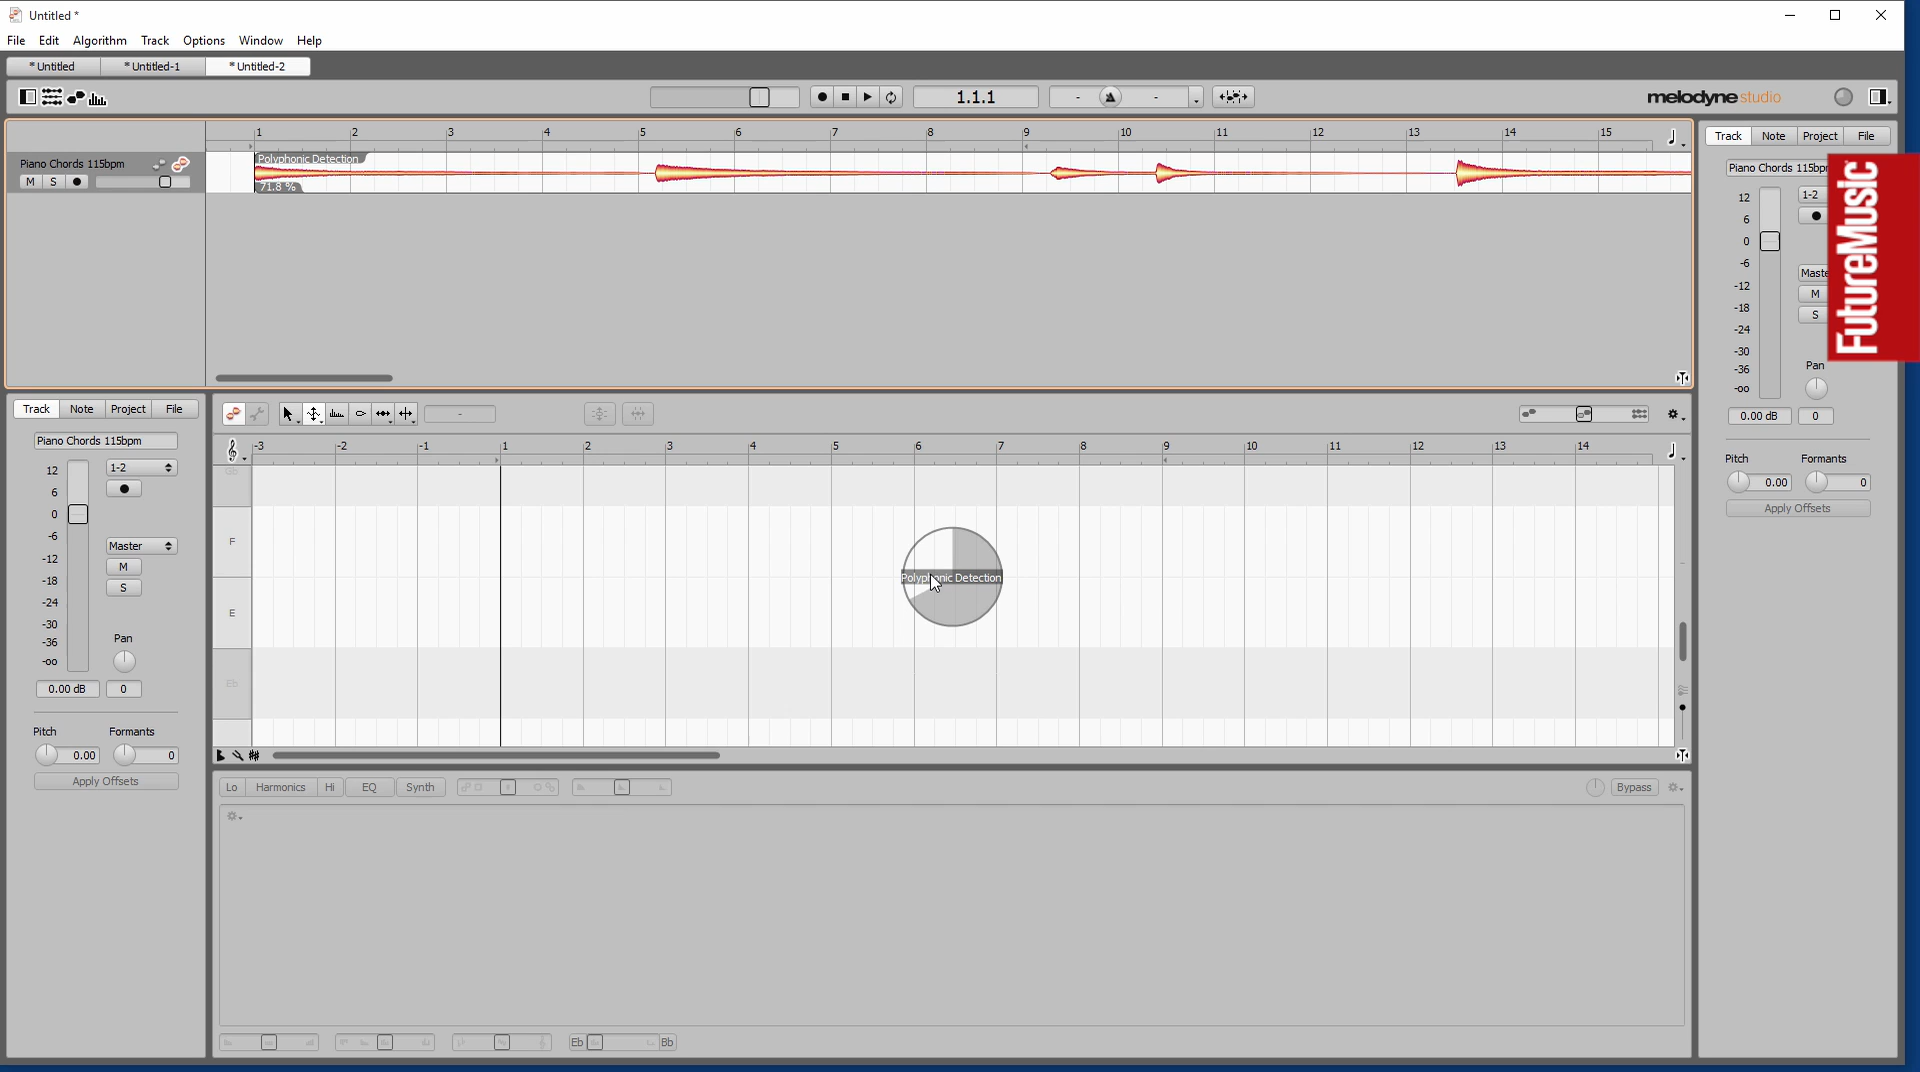 Untitled *
File Edit Algorithm Track Options Window Help
* Untitled * Untitled-1 * Untitled-2
1.1.1 - - melodyne studio
1 2 3 4 5 6 7 8 9 10 11 12 13 14 15
Piano Chords 115bpm
M S
Polyphonic Detection
71.8 %
Track Note Project File
Piano Chords 115bpm
12
6
0
-6
-12
-18
-24
-30
-36
-oo
1-2
Master
M
S
Pan
0.00 dB 0
Pitch Formants
0.00 0
Apply Offsets
-
-3 -2 -1 1 2 3 4 5 6 7 8 9 10 11 12 13 14
Gb
F
E
Eb
Polyphonic Detection
Lo Harmonics Hi EQ Synth Bypass
Eb Bb
Track Note Project File
Piano Chords 115bp
12
6
0
-6
-12
-18
-24
-30
-36
-oo
1-2
Maste
M
S
Pan
0.00 dB 0
Pitch Formants
0.00 0
Apply Offsets
FutureMusic